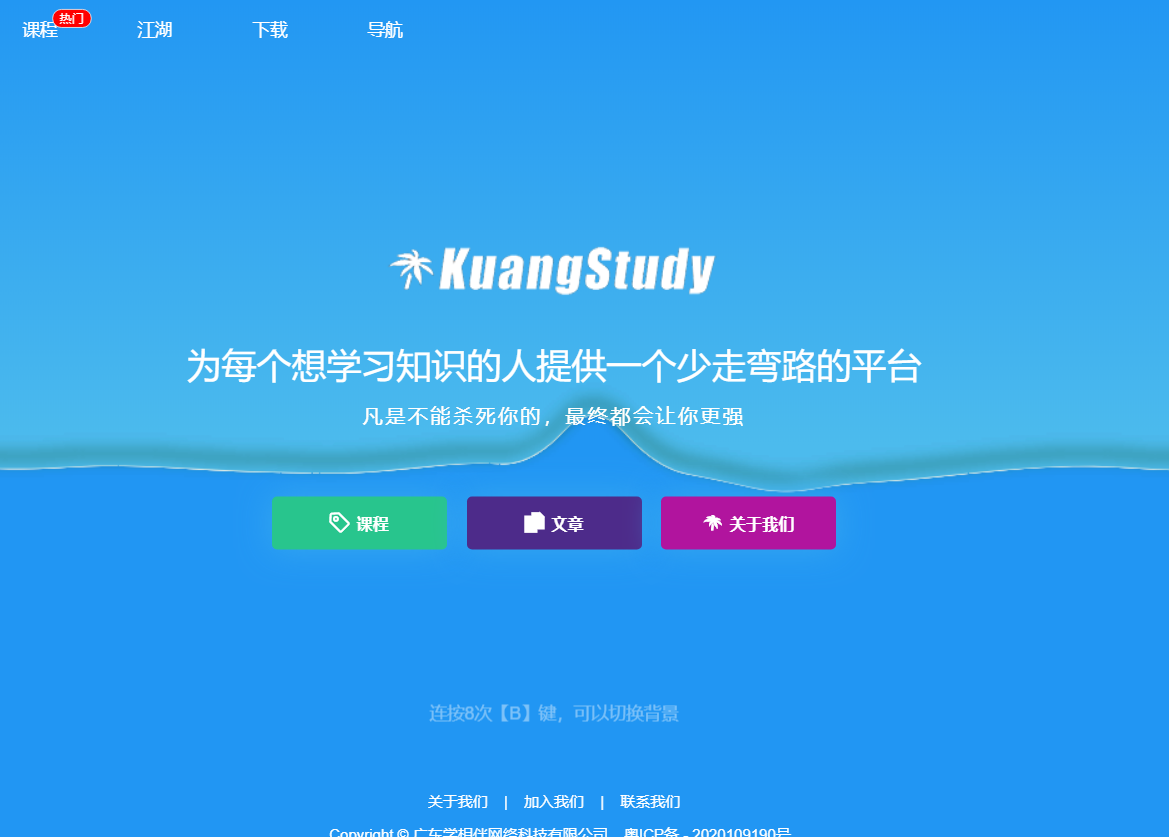 课程 热门 江湖 下载 导航
KuangStudy
为每个想学习知识的人提供一个少走弯路的平台
凡是不能杀死你的，最终都会让你更强
课程 文章 关于我们
连按8次【B】键，可以切换背景
关于我们 | 加入我们 | 联系我们
Copyright © 广东学相伴网络科技有限公司 粤ICP备 - 2020109190号